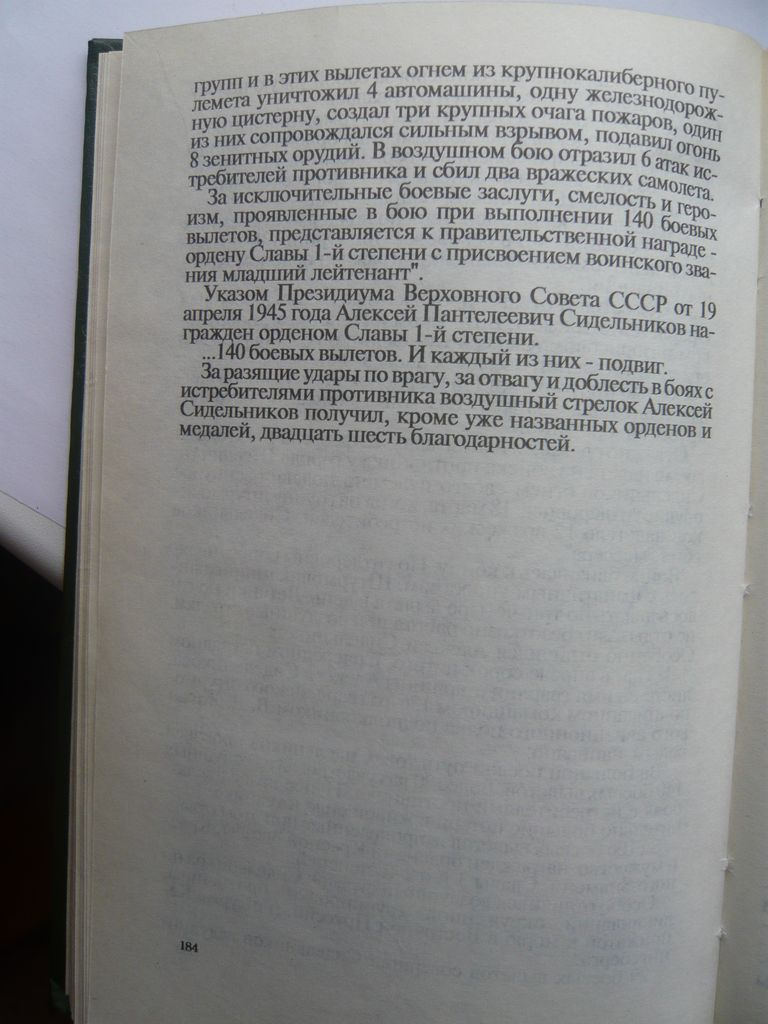 групп и в этих вылетах огнем из крупнокалиберного пу-
лемета уничтожил 4 автомашины, одну железнодорож-
ную цистерну, создал три крупных очага пожаров, один
из них сопровождался сильным взрывом, подавил огонь
8 зенитных орудий. В воздушном бою отразил 6 атак ис-
требителей противника и сбил два вражеских самолета.
За исключительные боевые заслуги, смелость и геро-
изм, проявленные в бою при выполнении 140 боевых
вылетов, представляется к правительственной награде -
ордену Славы 1-й степени с присвоением воинского зва-
ния младший лейтенант".
Указом Президиума Верховного Совета СССР от 19
апреля 1945 года Алексей Пантелеевич Сидельников на-
гражден орденом Славы 1-й степени.
...140 боевых вылетов. И каждый из них - подвиг.
За разящие удары по врагу, за отвагу и доблесть в боях с
истребителями противника воздушный стрелок Алексей
Сидельников получил, кроме уже названных орденов и
медалей, двадцать шесть благодарностей.
184